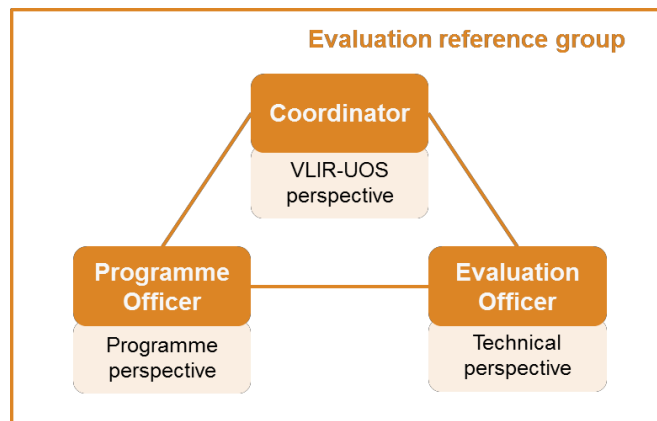 Evaluation reference group
Coordinator
VLIR-UOS
perspective
Programme
Officer
Programme
perspective
Evaluation
Officer
Technical
perspective